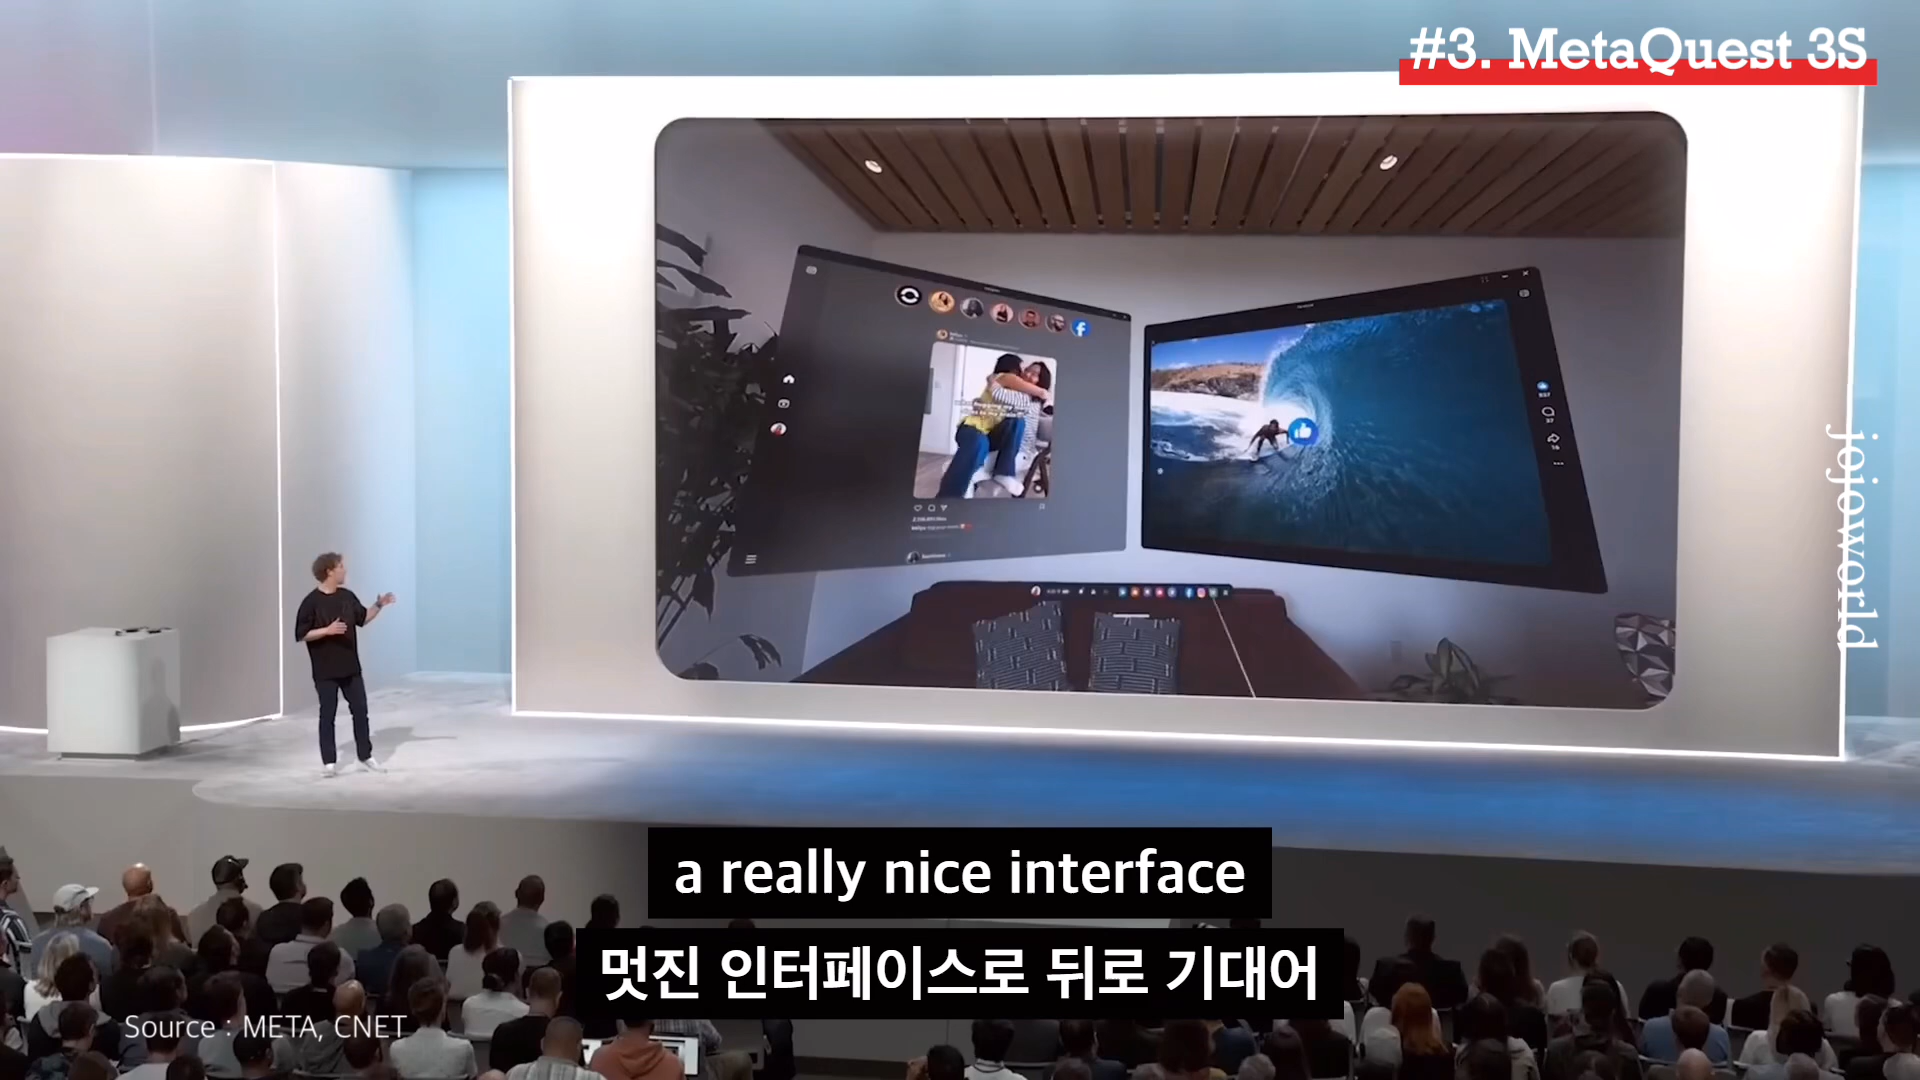 #3. MetaQuest 3S
jojoworld
a really nice interface
멋진 인터페이스로 뒤로 기대어
Source : META, CNET